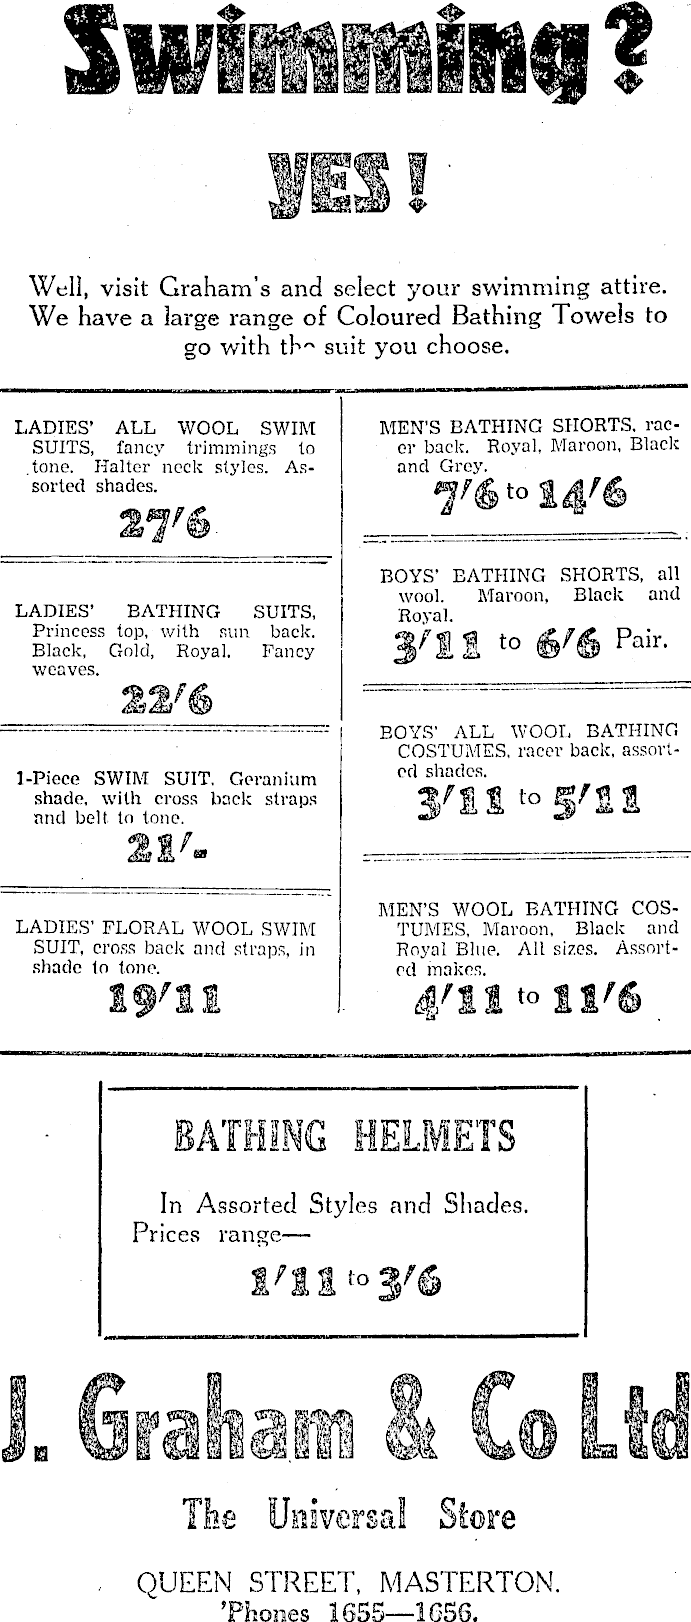 Swimming?
YES!
Well, visit Graham's and select your swimming attire.
We have a large range of Coloured Bathing Towels to
go with the suit you choose.
LADIES' ALL WOOL SWIM
SUITS, fancy trimmings to
tone. Halter neck styles. As-
sorted shades.
27/6
LADIES' BATHING SUITS,
Princess top, with sun back.
Black, Gold, Royal. Fancy
weaves.
22/6
1-Piece SWIM SUIT. Geranium
shade, with cross back straps
and belt to tone.
21/-
LADIES' FLORAL WOOL SWIM
SUIT, cross back and straps, in
shade to tone.
19/11
MEN'S BATHING SHORTS, rac-
er back. Royal, Maroon, Black
and Grey.
7/6 to 14/6
BOYS' BATHING SHORTS, all
wool. Maroon, Black and
Royal.
3/11 to 6/6 Pair.
BOYS' ALL WOOL BATHING
COSTUMES, racer back, assort-
ed shades.
3/11 to 5/11
MEN'S WOOL BATHING COS-
TUMES, Maroon, Black and
Royal Blue. All sizes. Assort-
ed makes.
4/11 to 11/6
BATHING HELMETS
In Assorted Styles and Shades.
Prices range—
1/11 to 3/6
J. Graham & Co Ltd
The Universal Store
QUEEN STREET, MASTERTON.
'Phones 1655—1656.